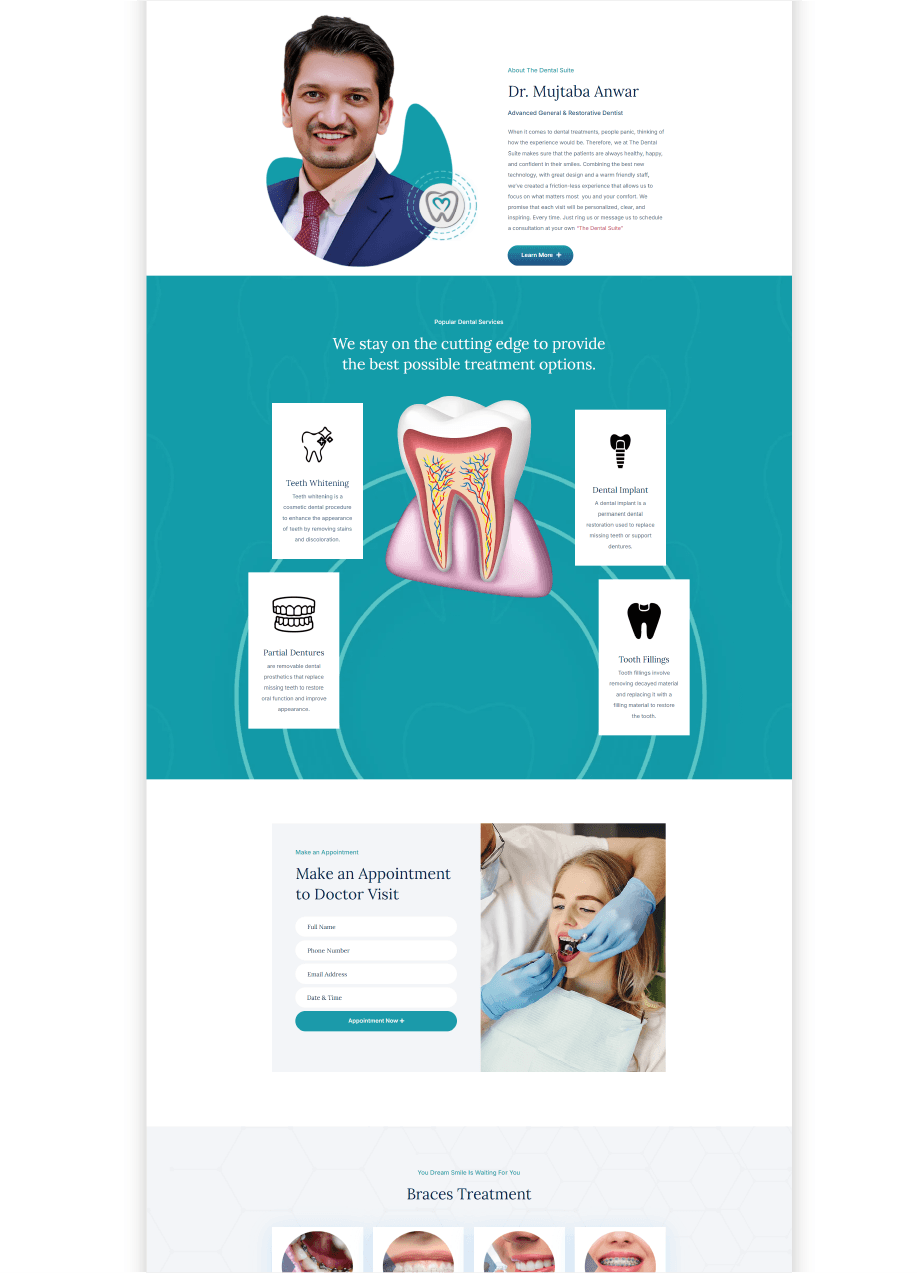 About The Dental Suite
Dr. Mujtaba Anwar
Advanced General & Restorative Dentist
When it comes to dental treatments, people panic, thinking of
how the experience would be. Therefore, we at The Dental
Suite makes sure that the patients are always healthy, happy,
and confident in their smiles. Combining the best new
technology, with great design and a warm friendly staff,
we've created a friction-less experience that allows us to
focus on what matters most you and your comfort. We
promise that each visit will be personalized, clear, and
inspiring. Every time. Just ring us or message us to schedule
a consultation at your own "The Dental Suite"
Learn More +
Popular Dental Services
We stay on the cutting edge to provide
the best possible treatment options.
Teeth Whitening
Teeth whitening is a
cosmetic dental procedure
to enhance the appearance
of teeth by removing stains
and discoloration.
Dental Implant
A dental implant is a
permanent dental
restoration used to replace
missing teeth or support
dentures.
Partial Dentures
are removable dental
prosthetics that replace
missing teeth to restore
oral function and improve
appearance.
Tooth Fillings
Tooth fillings involve
removing decayed material
and replacing it with a
filling material to restore
the tooth.
Make an Appointment
Make an Appointment
to Doctor Visit
Full Name
Phone Number
Email Address
Date & Time
Appointment Now +
You Dream Smile Is Waiting For You
Braces Treatment